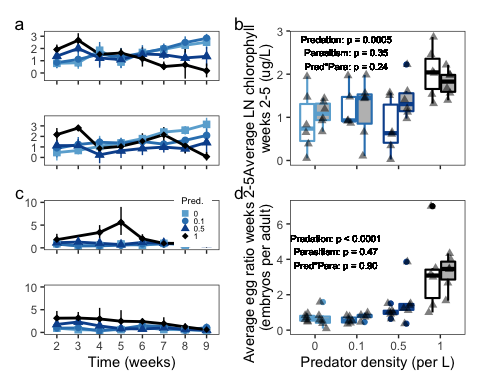 a
3
2
1
0
3
2
1
0
c
10
5
0
Pred.
0
0.1
0.5
1
10
5
0
2 3 4 5 6 7 8 9
Time (weeks)
b
Average LN chlorophyll
weeks 2-5 (µg/L)
3
2
1
0
Predation: p = 0.0005
Parasitism: p = 0.35
Pred*Para: p = 0.24
d
Average egg ratio weeks 2-5
(embryos per adult)
6
4
2
0
Predation: p < 0.0001
Parasitism: p = 0.47
Pred*Para: p = 0.90
0 0.1 0.5 1
Predator density (per L)